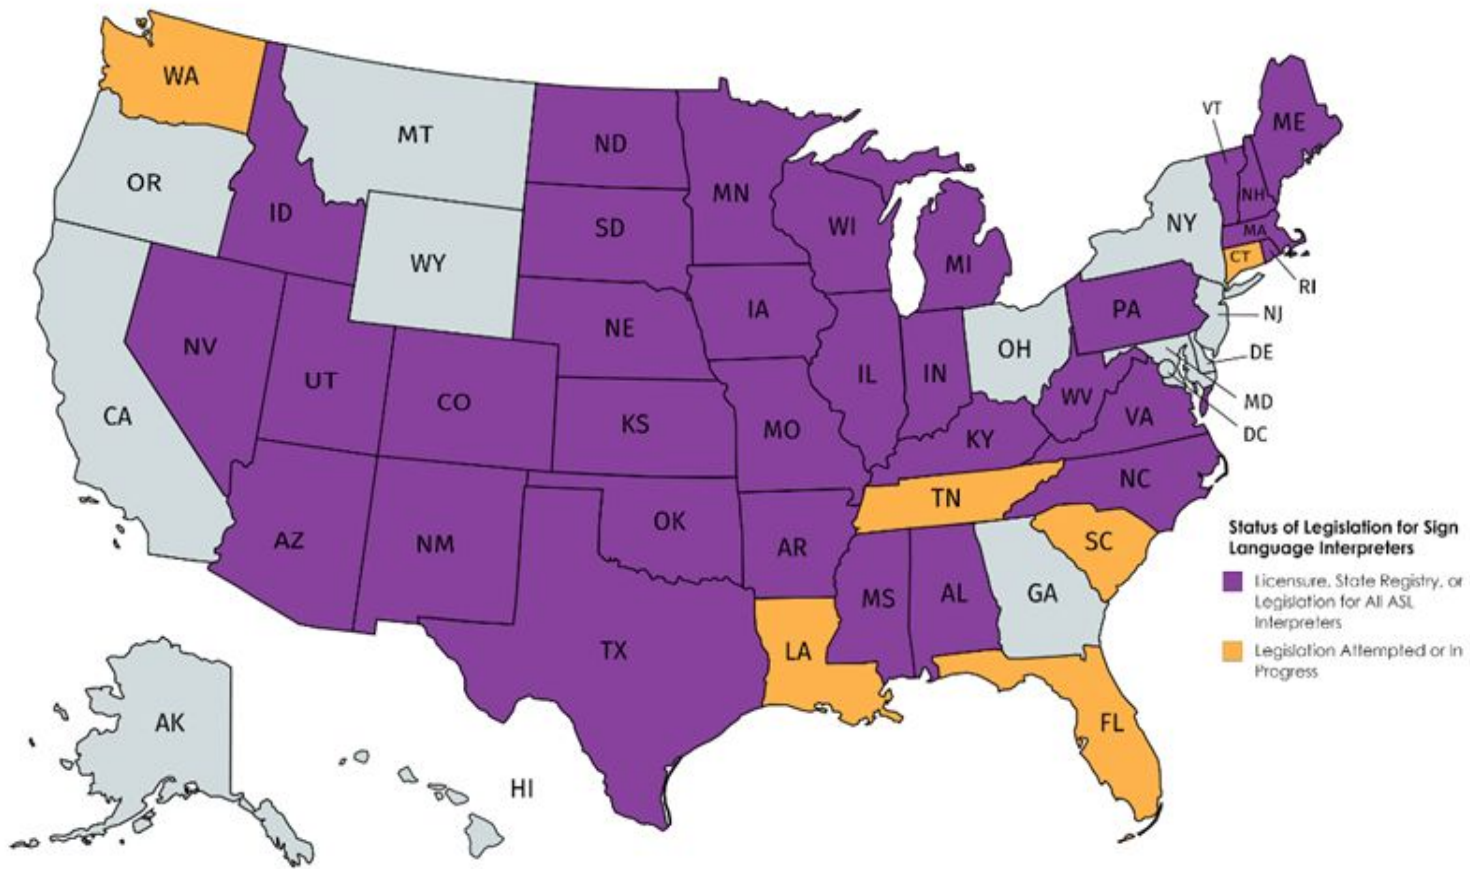 WA
MT
ND
MN
VT
ME
OR
ID
SD
WI
MI
NH
NY
MA
CT
WY
RI
NV
NE
IA
PA
NJ
UT
CO
IL
IN
OH
DE
CA
KS
MO
WV
VA
MD
DC
KY
NC
AZ
NM
OK
AR
TN
SC
MS
AL
GA
TX
LA
FL
AK
HI
Status of Legislation for Sign
Language Interpreters
Licensure, State Registry, or
Legislation for All ASL
Interpreters
Legislation Attempted or In
Progress